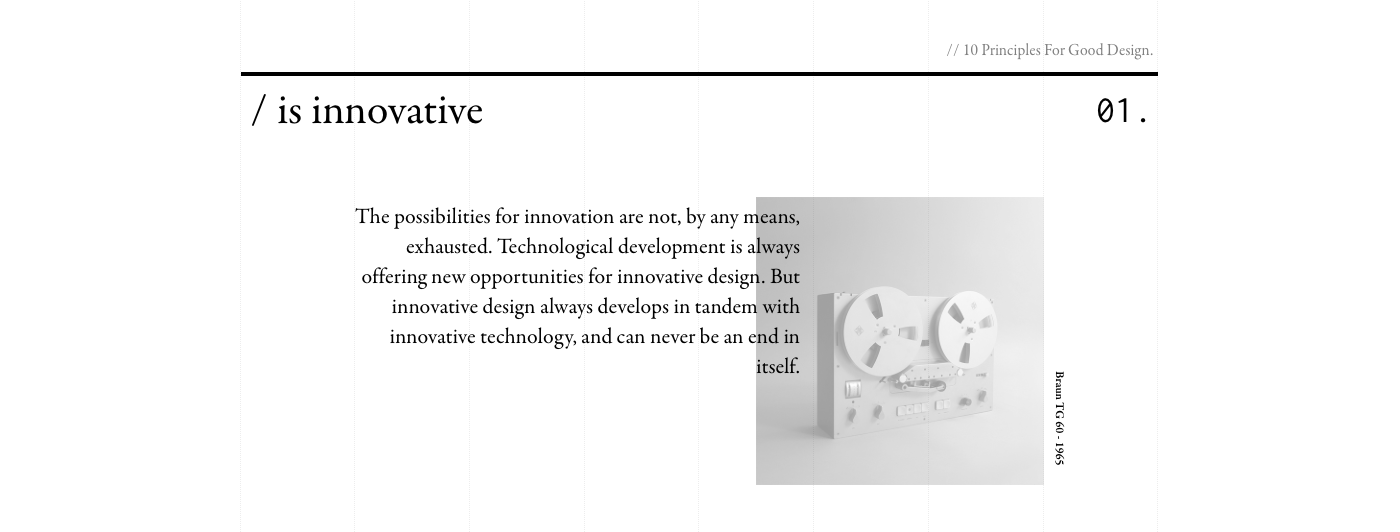 // 10 Principles For Good Design.
/ is innovative
01.
The possibilities for innovation are not, by any means,
exhausted. Technological development is always
offering new opportunities for innovative design. But
innovative design always develops in tandem with
innovative technology, and can never be an end in
itself.
Braun TG 60 - 1965